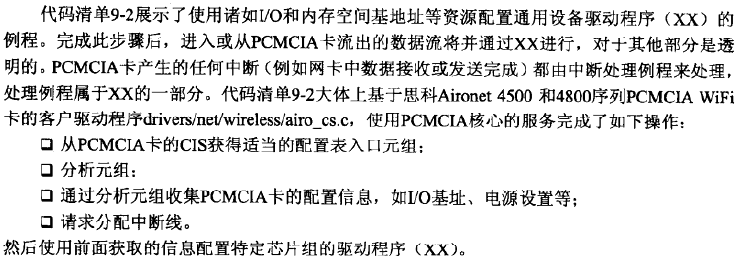 代码清单9-2展示了使用诸如I/O和内存空间基地址等资源配置通用设备驱动程序（XX）的
例程。完成此步骤后，进入或从PCMCIA卡流出的数据流将并通过XX进行，对于其他部分是透
明的。PCMCIA卡产生的任何中断（例如网卡中数据接收或发送完成）都由中断处理例程来处理，
处理例程属于XX的一部分。代码清单9-2大体上基于思科Aironet 4500 和4800序列PCMCIA WiFi
卡的客户驱动程序drivers/net/wireless/airo_cs.c，使用PCMCIA核心的服务完成了如下操作：
❑ 从PCMCIA卡的CIS获得适当的配置表入口元组；
❑ 分析元组；
❑ 通过分析元组收集PCMCIA卡的配置信息，如I/O基址、电源设置等；
❑ 请求分配中断线。
然后使用前面获取的信息配置特定芯片组的驱动程序（XX）。